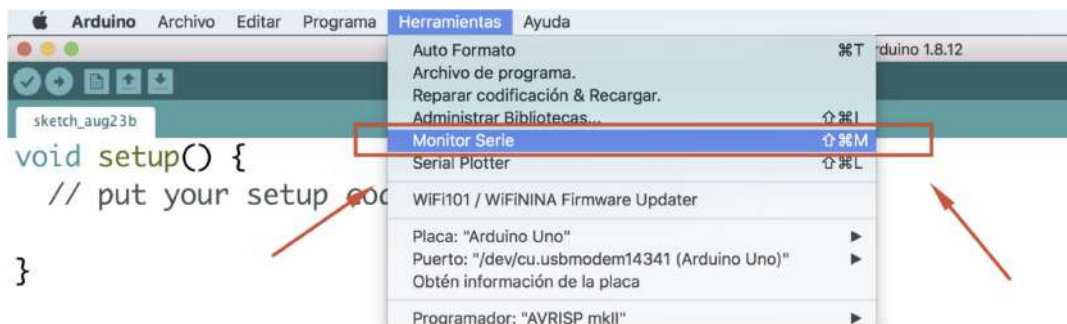 Arduino Archivo Editar Programa Herramientas Ayuda
rduino 1.8.12
sketch_aug23b
void setup() {
// put your setup
}
Auto Formato ⌘T
Archivo de programa.
Reparar codificación & Recargar.
Administrar Bibliotecas... ⇧⌘I
Monitor Serie ⇧⌘M
Serial Plotter ⇧⌘L
WiFi101 / WiFiNINA Firmware Updater
Placa: "Arduino Uno"
Puerto: "/dev/cu.usbmodem14341 (Arduino Uno)"
Obtén información de la placa
Programador: "AVRISP mkII"